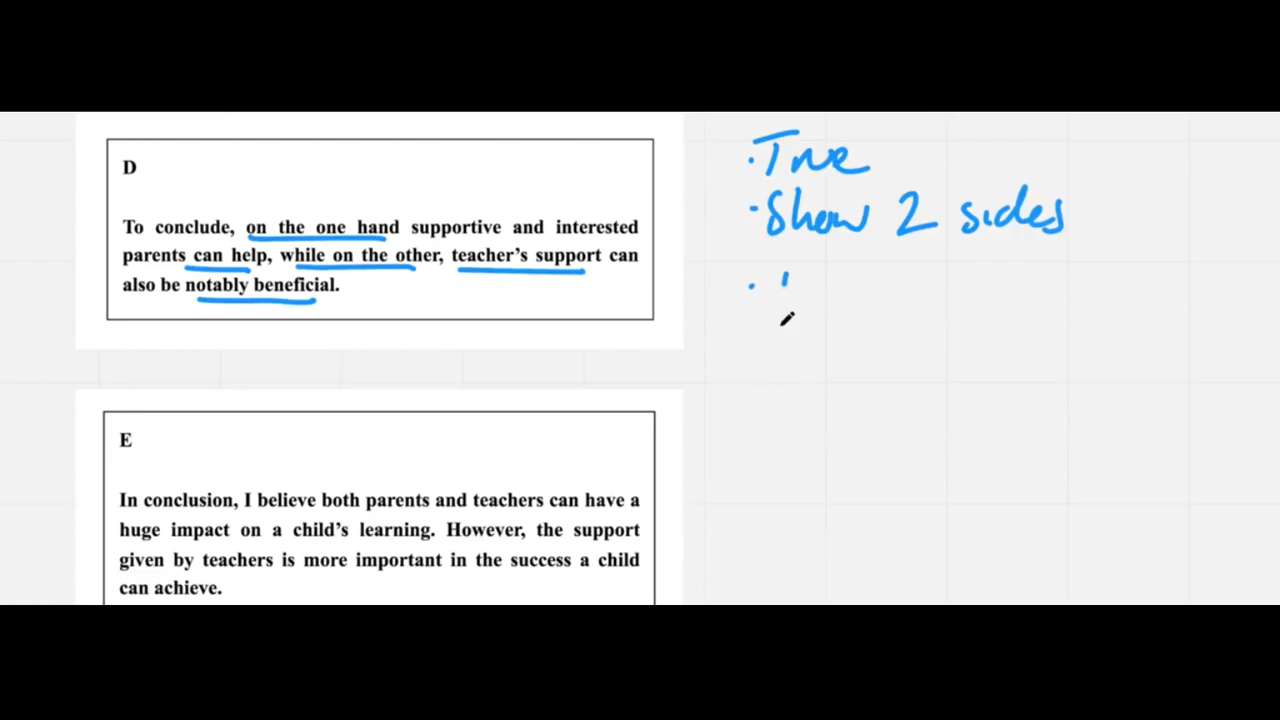 D
To conclude, on the one hand supportive and interested
parents can help, while on the other, teacher's support can
also be notably beneficial.
· True
· Show 2 sides
·
E
In conclusion, I believe both parents and teachers can have a
huge impact on a child's learning. However, the support
given by teachers is more important in the success a child
can achieve.